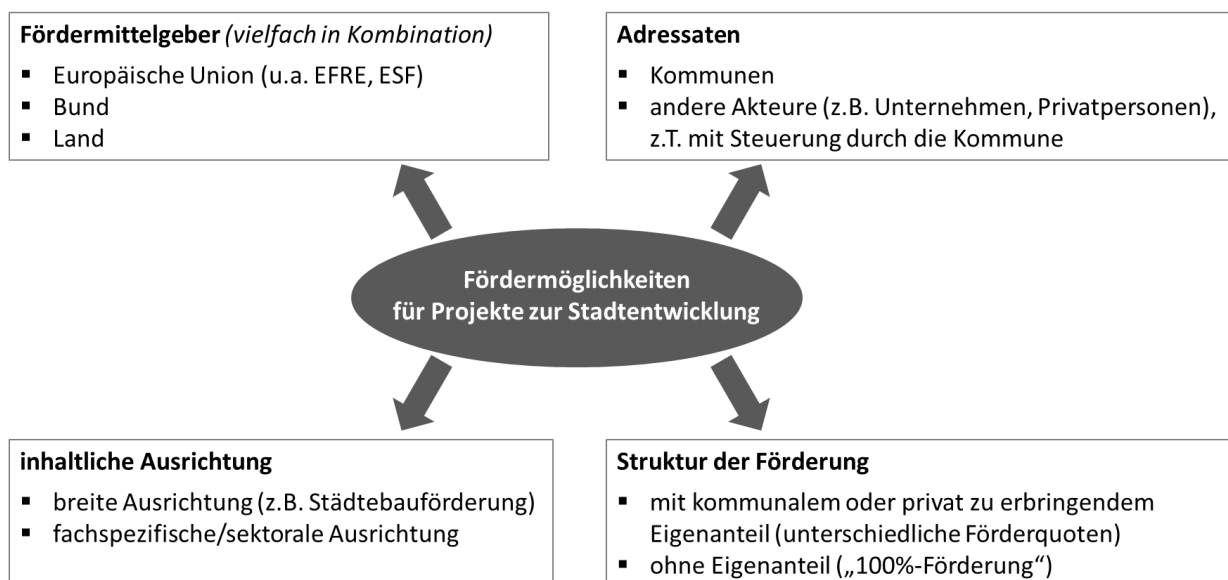 Fördermittelgeber (vielfach in Kombination)
▪ Europäische Union (u.a. EFRE, ESF)
▪ Bund
▪ Land
Adressaten
▪ Kommunen
▪ andere Akteure (z.B. Unternehmen, Privatpersonen),
z.T. mit Steuerung durch die Kommune
Fördermöglichkeiten
für Projekte zur Stadtentwicklung
inhaltliche Ausrichtung
▪ breite Ausrichtung (z.B. Städtebauförderung)
▪ fachspezifische/sektorale Ausrichtung
Struktur der Förderung
▪ mit kommunalem oder privat zu erbringendem
Eigenanteil (unterschiedliche Förderquoten)
▪ ohne Eigenanteil („100%-Förderung“)